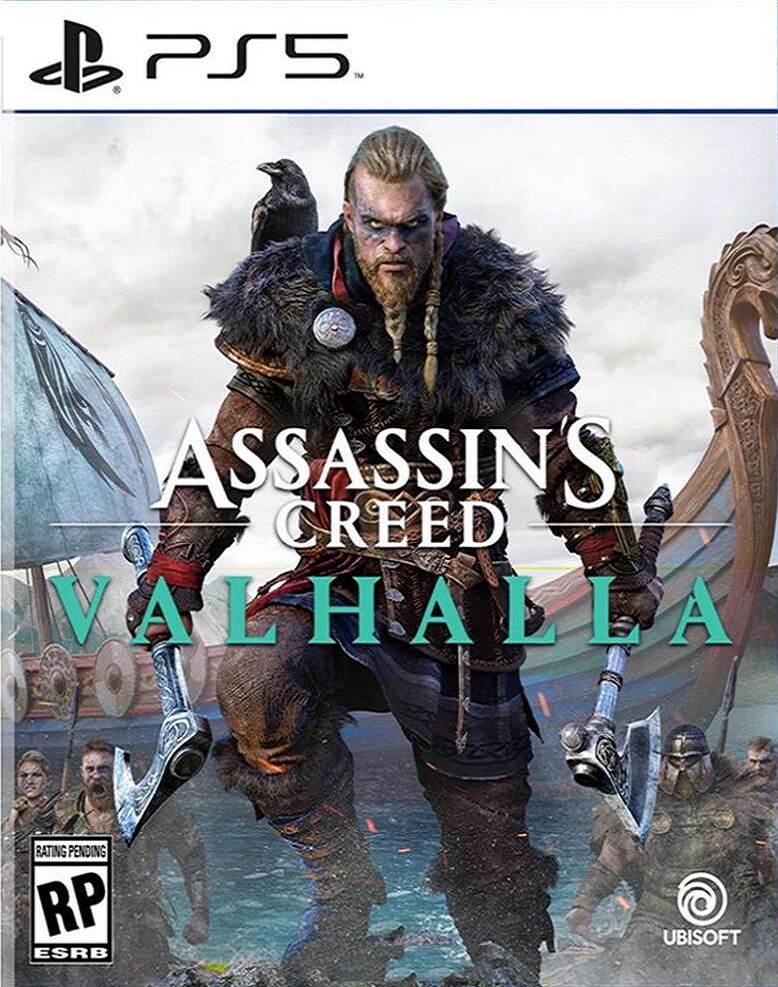 PS5
ASSASSIN'S
CREED
VALHALLA
RATING PENDING
RP
ESRB
UBISOFT